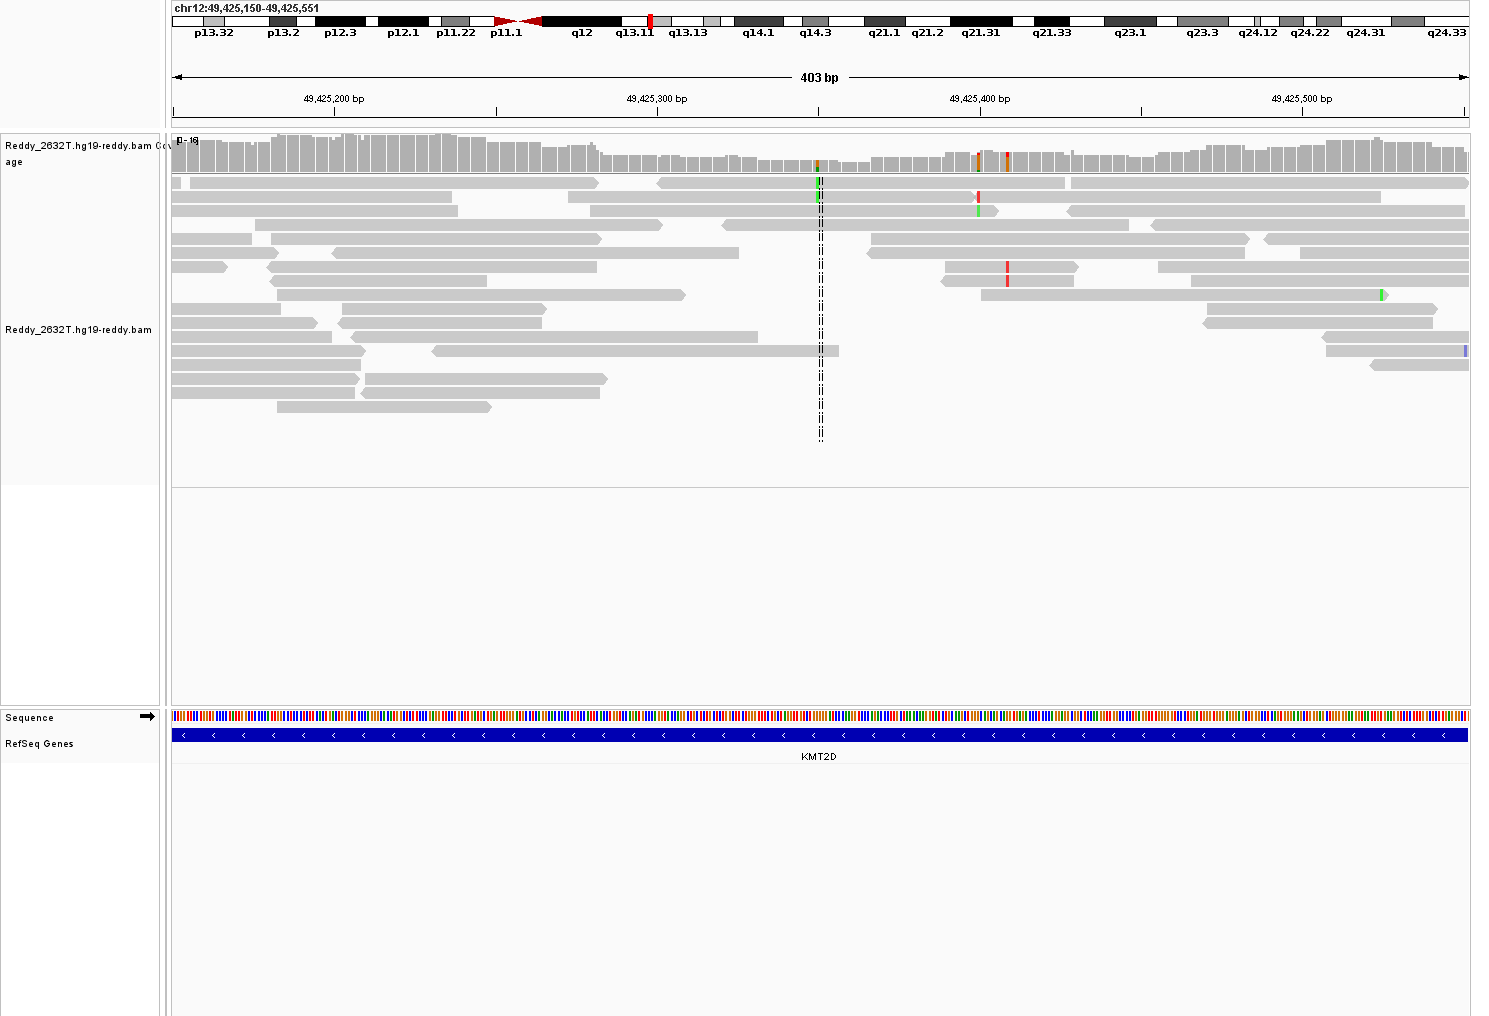 chr12:49,425,150-49,425,551
p13.32 p13.2 p12.3 p12.1 p11.22 p11.1 q12 q13.11 q13.13 q14.1 q14.3 q21.1 q21.2 q21.31 q21.33 q23.1 q23.3 q24.12 q24.22 q24.31 q24.33
403 bp
49,425,200 bp 49,425,300 bp 49,425,400 bp 49,425,500 bp
[0 - 16]
Reddy_2632T.hg19-reddy.bam Cov
age
Reddy_2632T.hg19-reddy.bam
Sequence
RefSeq Genes
KMT2D